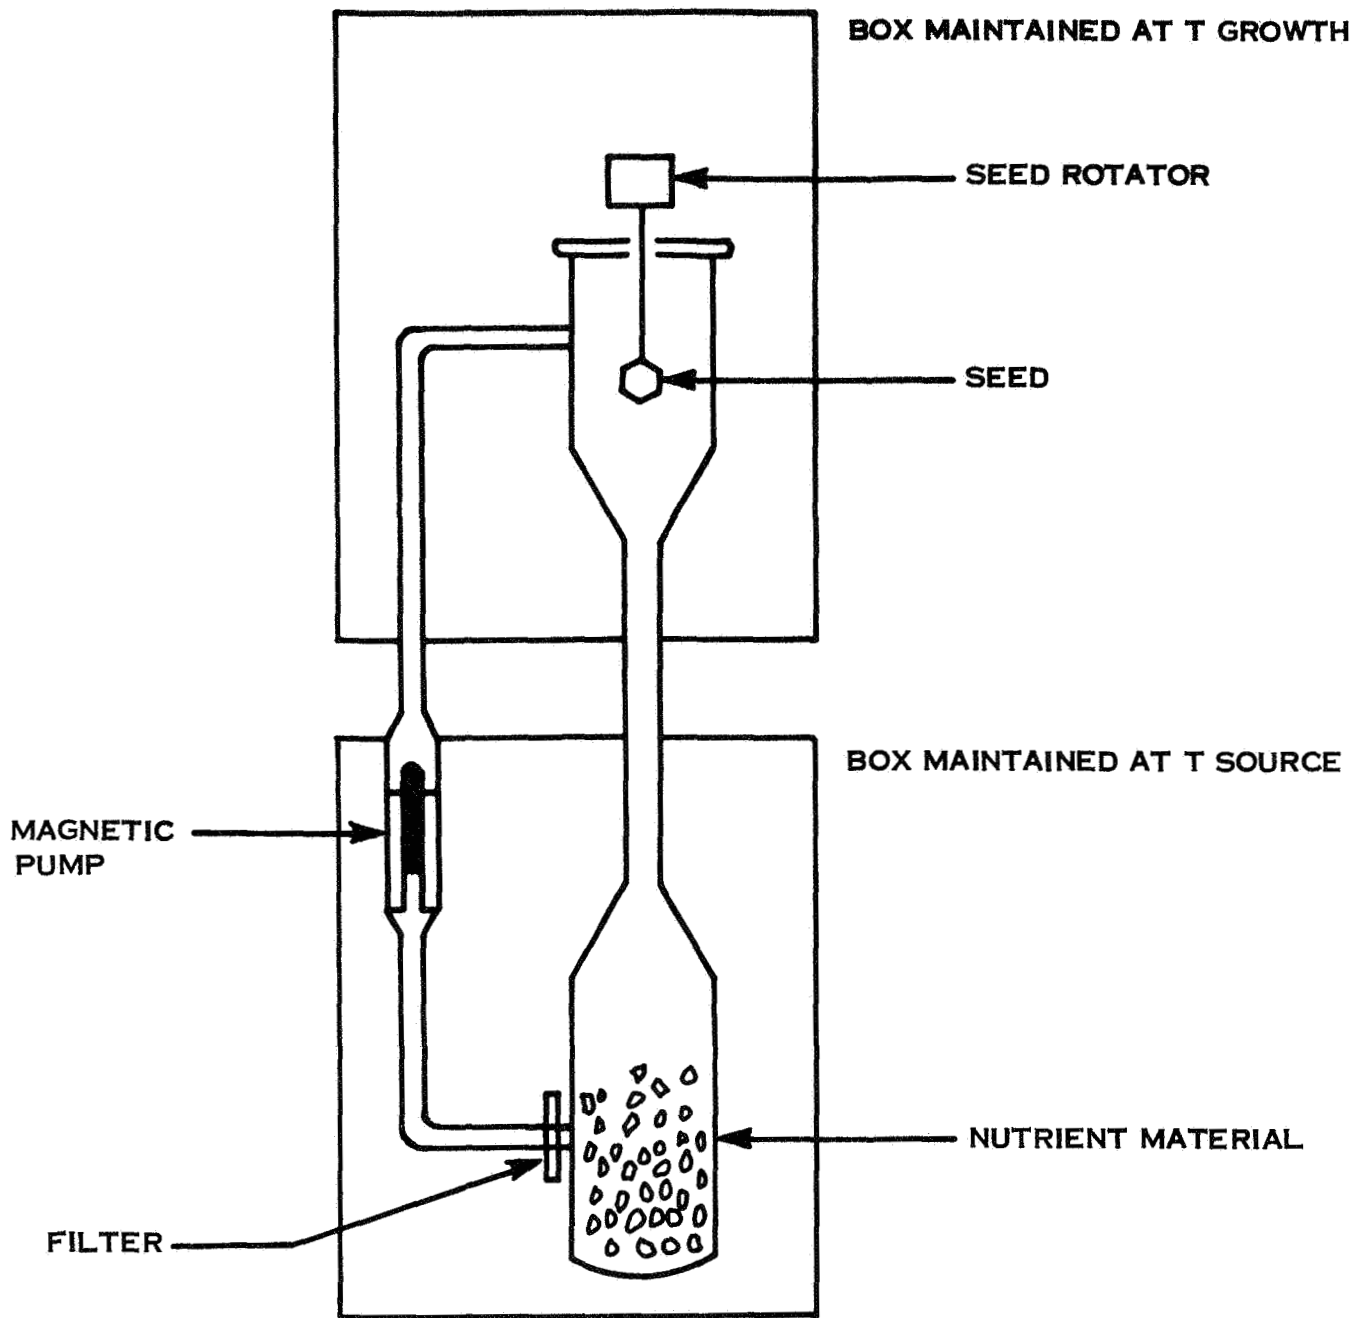 BOX MAINTAINED AT T GROWTH
SEED ROTATOR
SEED
BOX MAINTAINED AT T SOURCE
MAGNETIC
PUMP
NUTRIENT MATERIAL
FILTER